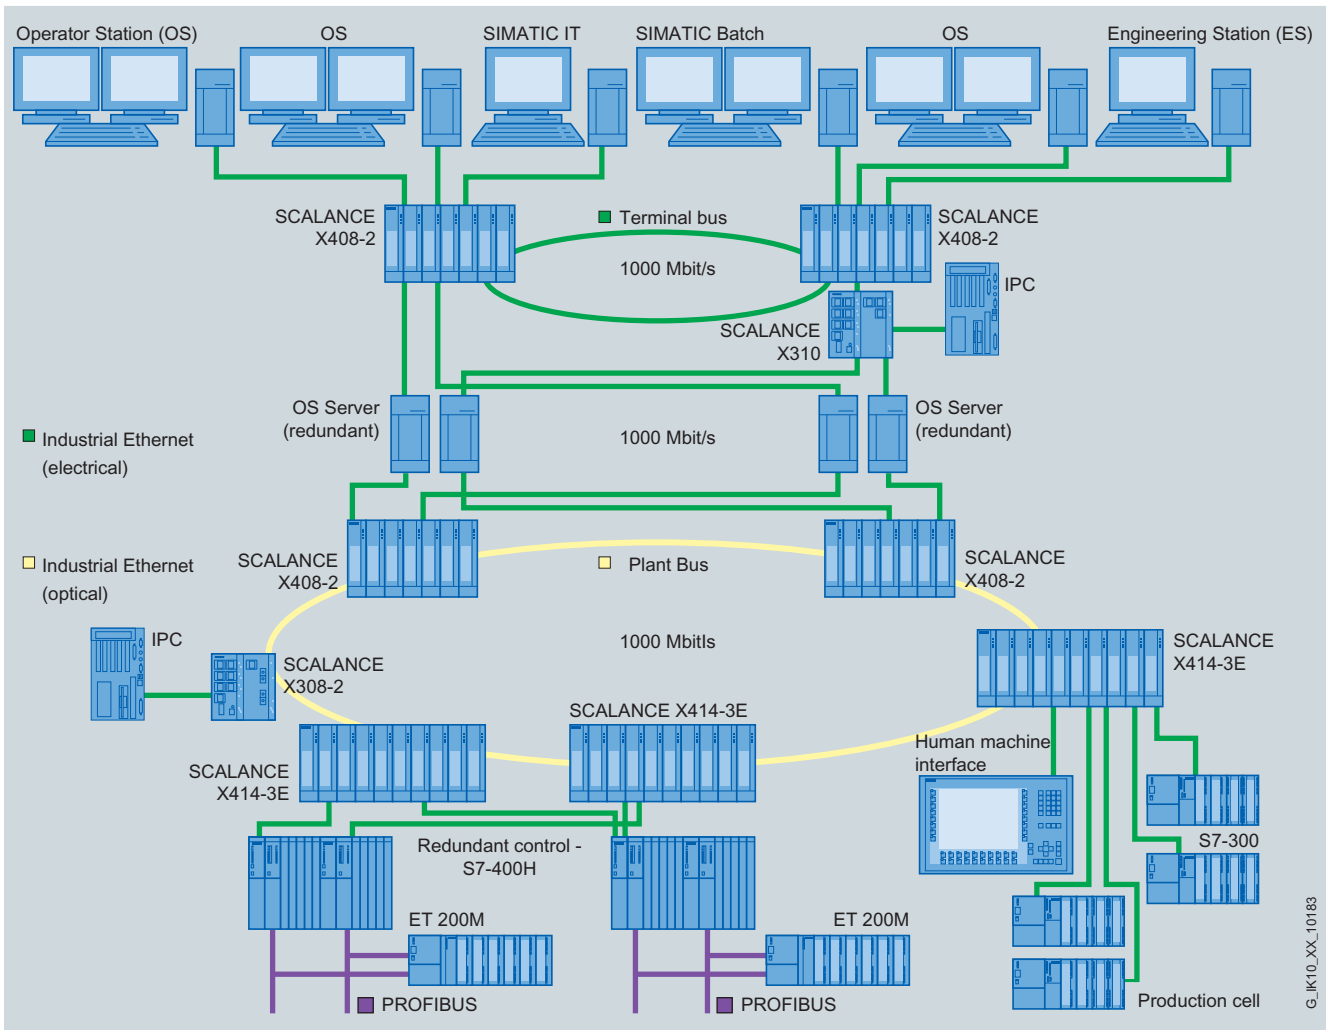 Operator Station (OS)
OS
SIMATIC IT
SIMATIC Batch
OS
Engineering Station (ES)
SCALANCE
X408-2
Terminal bus
1000 Mbit/s
SCALANCE
X408-2
IPC
SCALANCE
X310
OS Server
(redundant)
1000 Mbit/s
OS Server
(redundant)
Industrial Ethernet
(electrical)
Industrial Ethernet
(optical)
SCALANCE
X408-2
Plant Bus
SCALANCE
X408-2
1000 MbitIs
IPC
SCALANCE
X308-2
SCALANCE
X414-3E
SCALANCE X414-3E
SCALANCE
X414-3E
Human machine
interface
Redundant control -
S7-400H
S7-300
ET 200M
ET 200M
PROFIBUS
PROFIBUS
Production cell
G_IK10_XX_10183